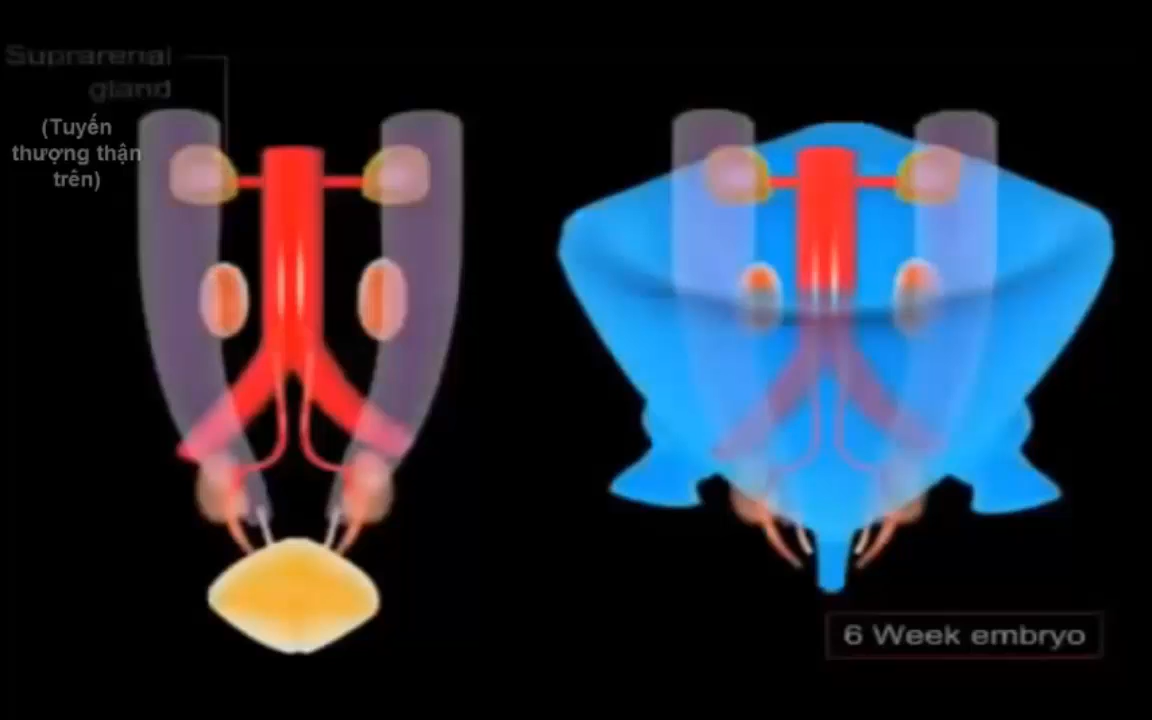 Suprarenal
gland
(Tuyến
thượng thận
trên)
6 Week embryo